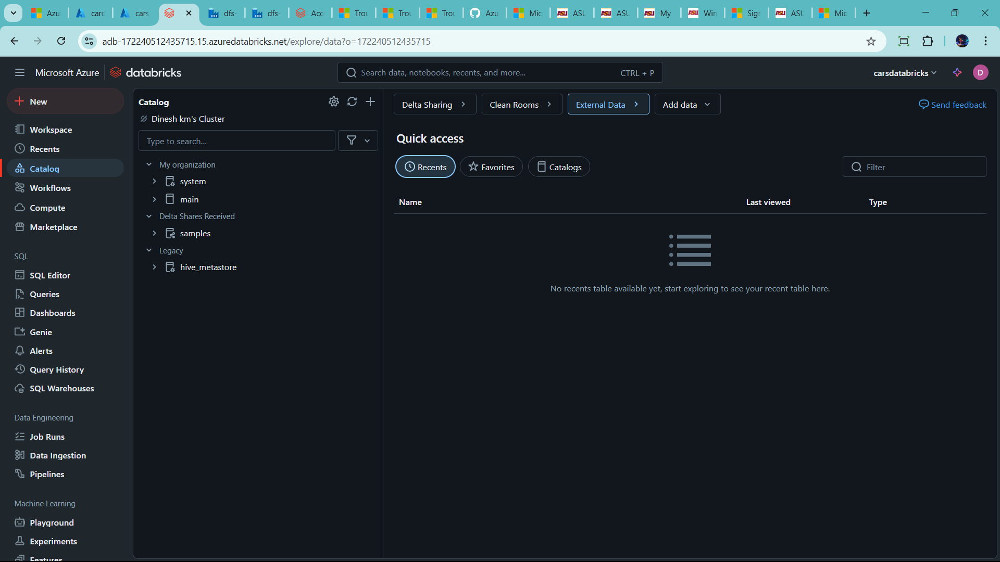 Azu
card
cars
dfs-
dfs-
Acc
Trou
Trou
Trou
Azu
Mic
ASU
ASU
My
Win
Sign
ASU
Mic
adb-172240512435715.15.azuredatabricks.net/explore/data?o=172240512435715
Microsoft Azure
databricks
Search data, notebooks, recents, and more...
CTRL + P
carsdatabricks
D
New
Workspace
Recents
Catalog
Workflows
Compute
Marketplace
SQL
SQL Editor
Queries
Dashboards
Genie
Alerts
Query History
SQL Warehouses
Data Engineering
Job Runs
Data Ingestion
Pipelines
Machine Learning
Playground
Experiments
Features
Catalog
Dinesh km's Cluster
Type to search...
My organization
system
main
Delta Shares Received
samples
Legacy
hive_metastore
Delta Sharing
Clean Rooms
External Data
Add data
Send feedback
Quick access
Recents
Favorites
Catalogs
Filter
Name
Last viewed
Type
No recents table available yet, start exploring to see your recent table here.